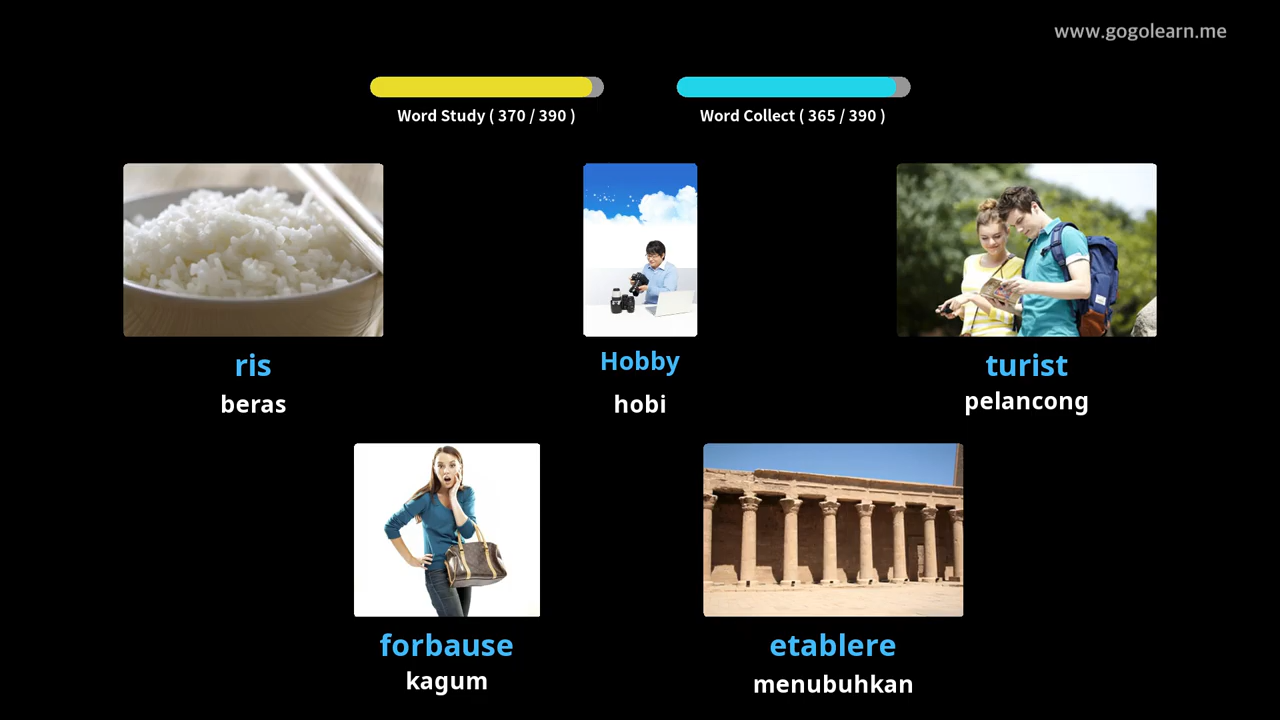 www.gogolearn.me
Word Study ( 370 / 390 )
Word Collect ( 365 / 390 )
ris
beras
Hobby
hobi
turist
pelancong
forbause
kagum
etablere
menubuhkan